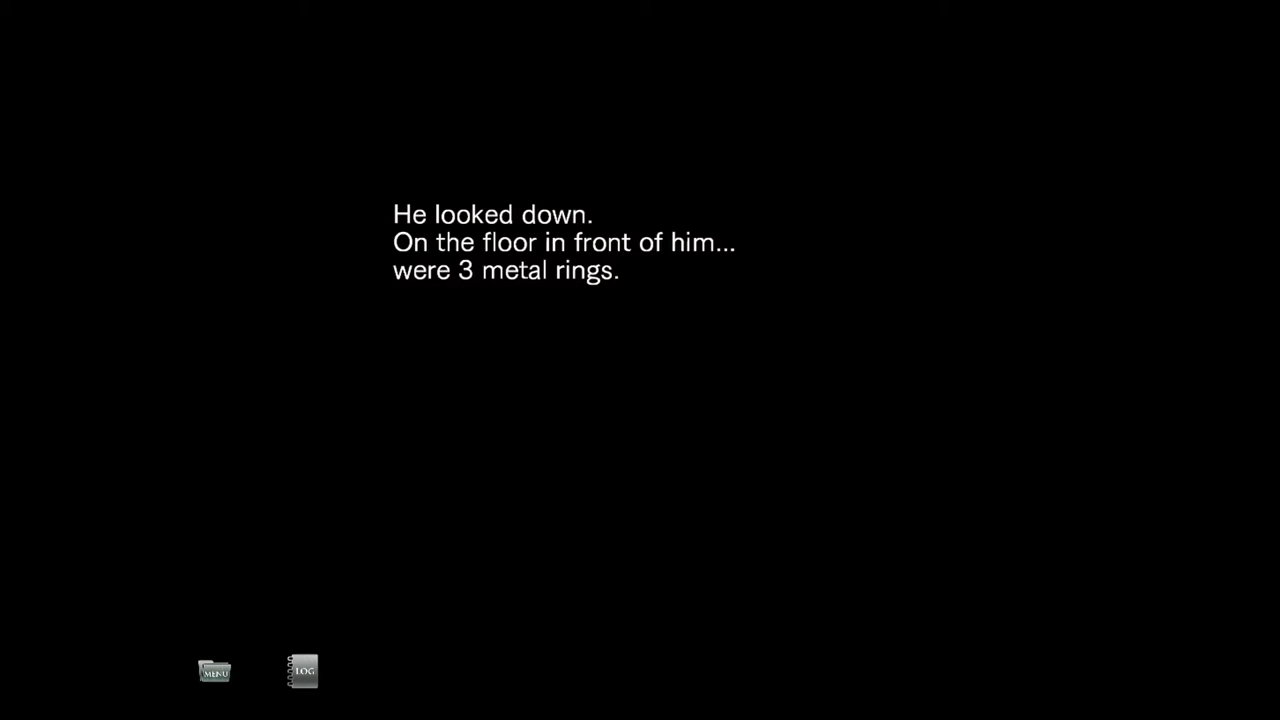 He looked down.
On the floor in front of him...
were 3 metal rings.
MENU
LOG